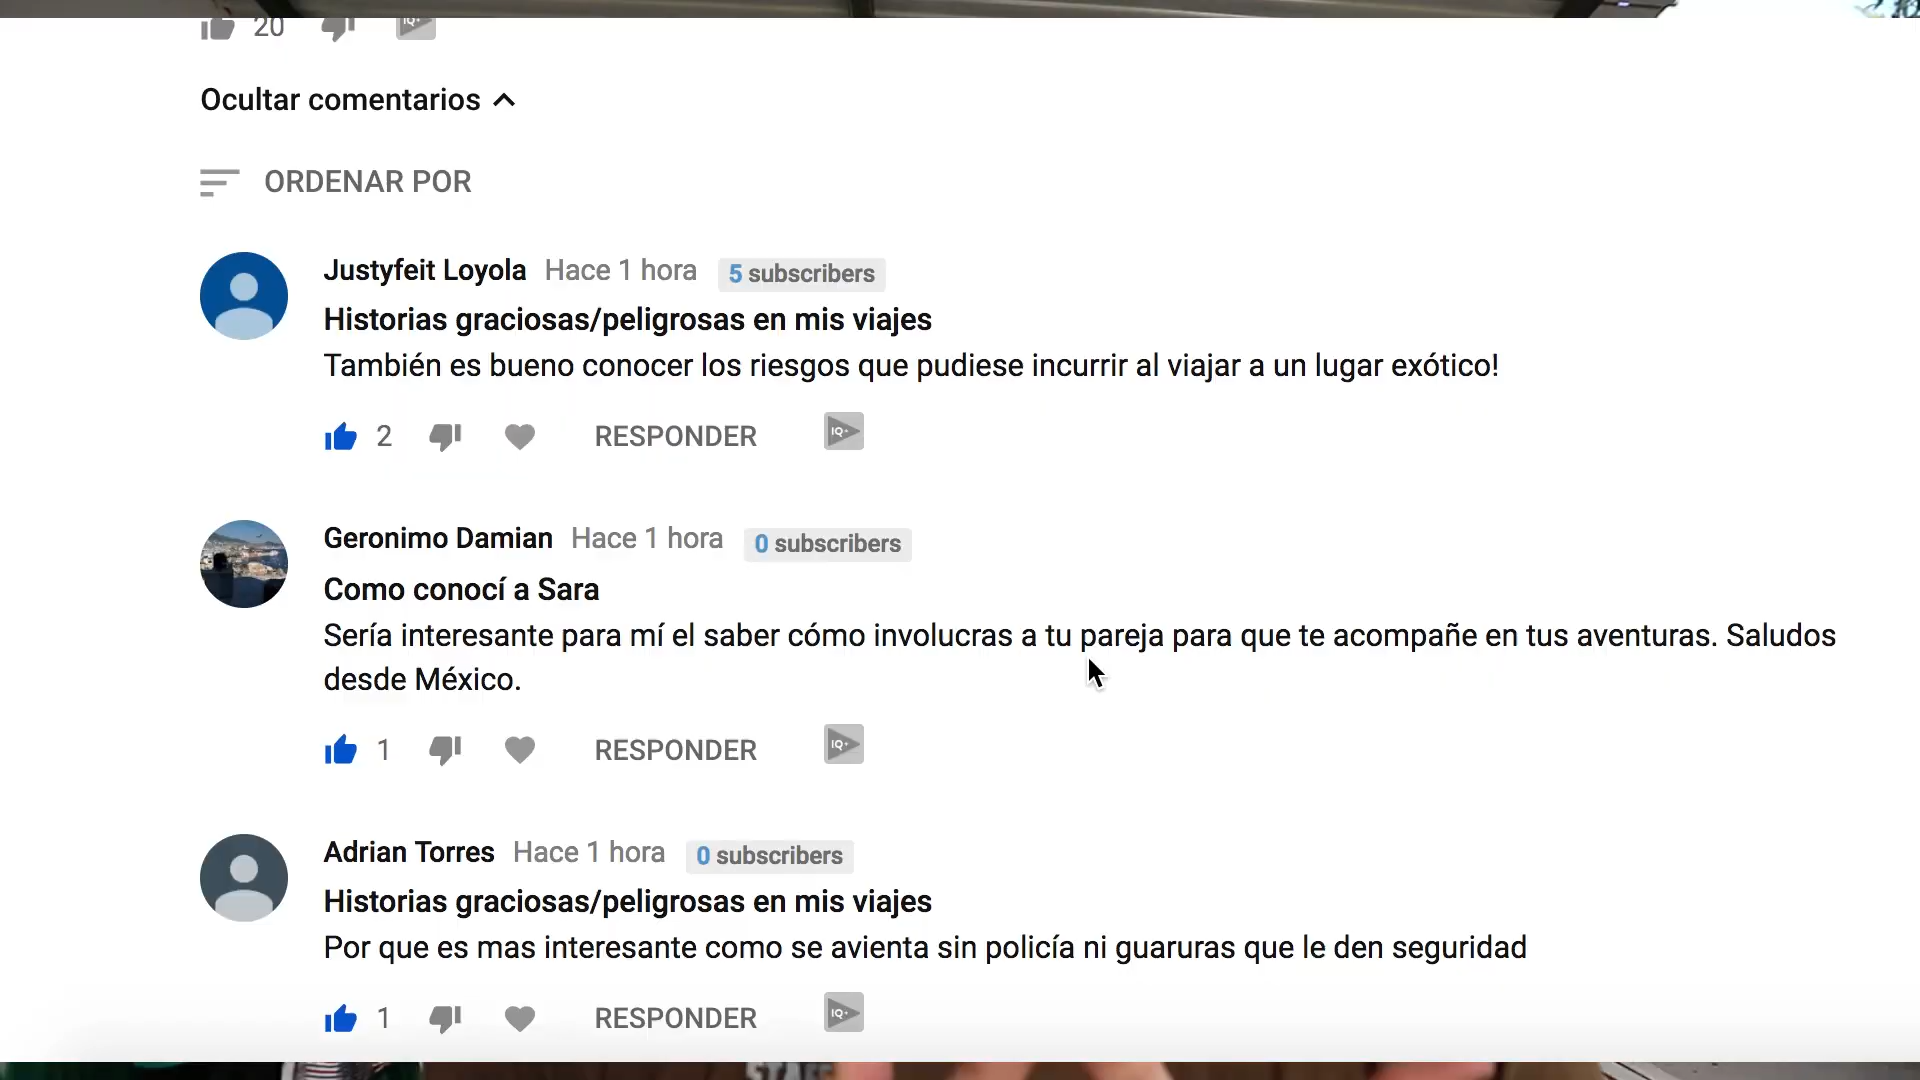 20
IQ+
Ocultar comentarios
ORDENAR POR
Justyfeit Loyola Hace 1 hora 5 subscribers
Historias graciosas/peligrosas en mis viajes
También es bueno conocer los riesgos que pudiese incurrir al viajar a un lugar exótico!
2 RESPONDER IQ+
Geronimo Damian Hace 1 hora 0 subscribers
Como conocí a Sara
Sería interesante para mí el saber cómo involucras a tu pareja para que te acompañe en tus aventuras. Saludos
desde México.
1 RESPONDER IQ+
Adrian Torres Hace 1 hora 0 subscribers
Historias graciosas/peligrosas en mis viajes
Por que es mas interesante como se avienta sin policía ni guaruras que le den seguridad
1 RESPONDER IQ+